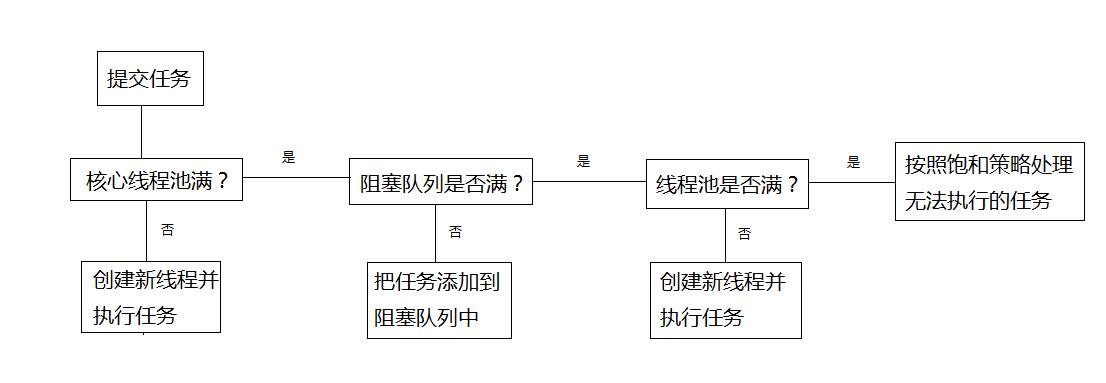 提交任务
核心线程池满？
是
阻塞队列是否满？
是
线程池是否满？
是
按照饱和策略处理
无法执行的任务
否
创建新线程并
执行任务
否
把任务添加到
阻塞队列中
否
创建新线程并
执行任务